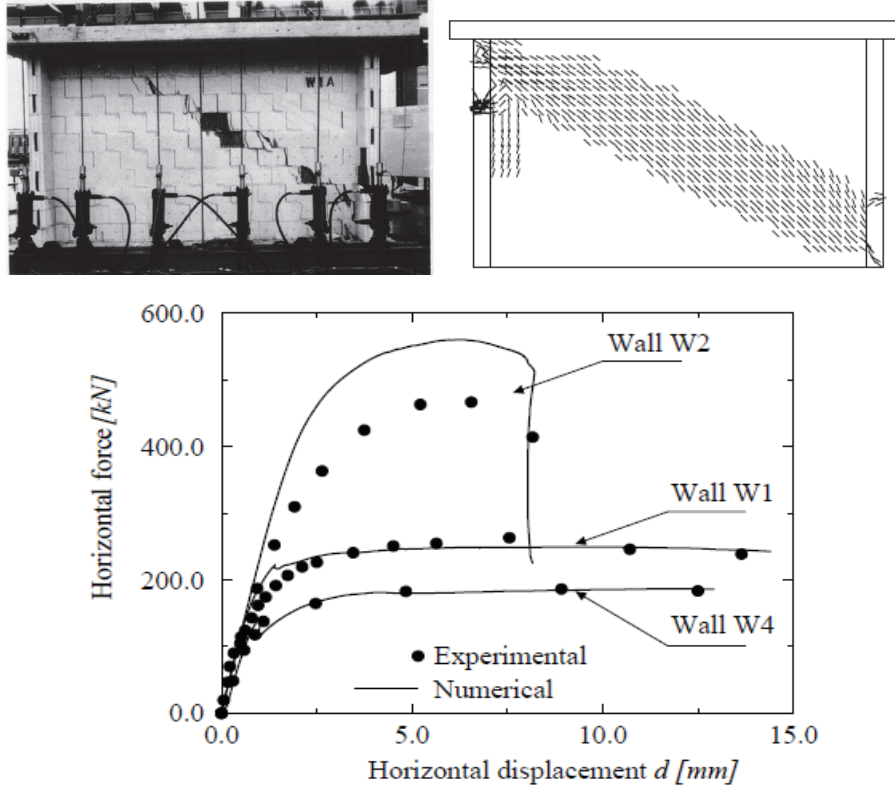 W1A
600.0
400.0
200.0
0.0
Horizontal force [kN]
Wall W2
Wall W1
Wall W4
Experimental
Numerical
0.0
5.0
10.0
15.0
Horizontal displacement d [mm]